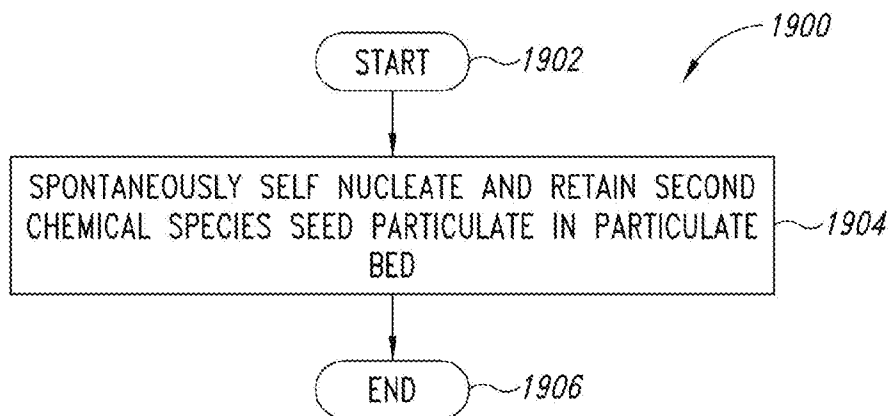 1900
START 1902
SPONTANEOUSLY SELF NUCLEATE AND RETAIN SECOND
CHEMICAL SPECIES SEED PARTICULATE IN PARTICULATE
BED
1904
END 1906